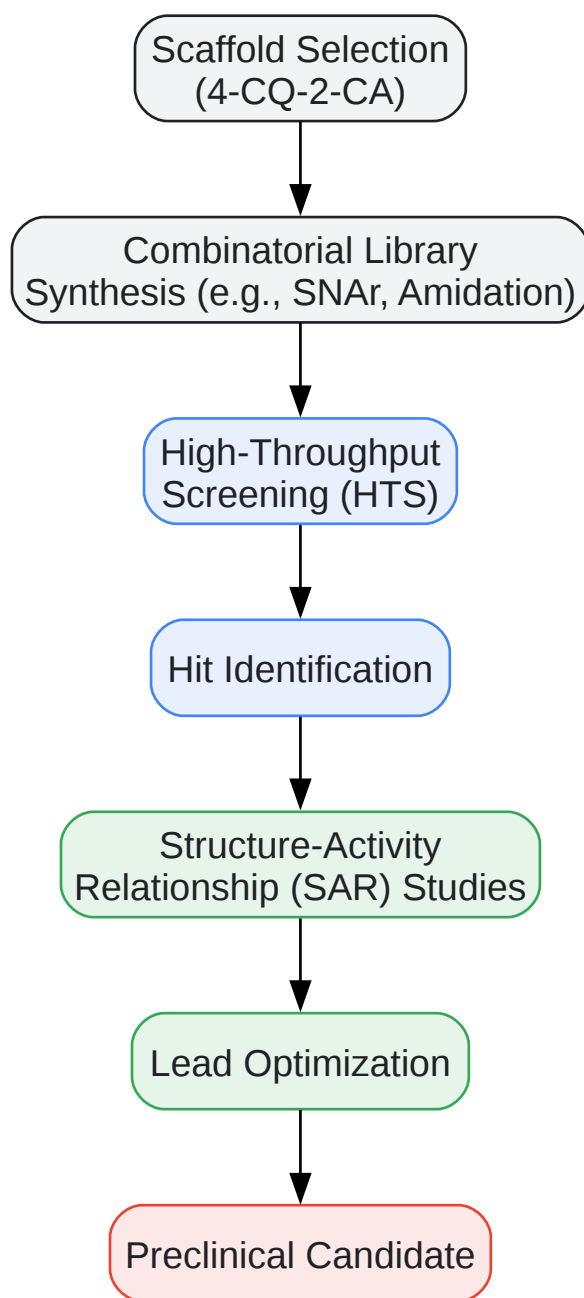 Scaffold Selection
(4-CQ-2-CA)
Combinatorial Library
Synthesis (e.g., SNAr, Amidation)
High-Throughput
Screening (HTS)
Hit Identification
Structure-Activity
Relationship (SAR) Studies
Lead Optimization
Preclinical Candidate